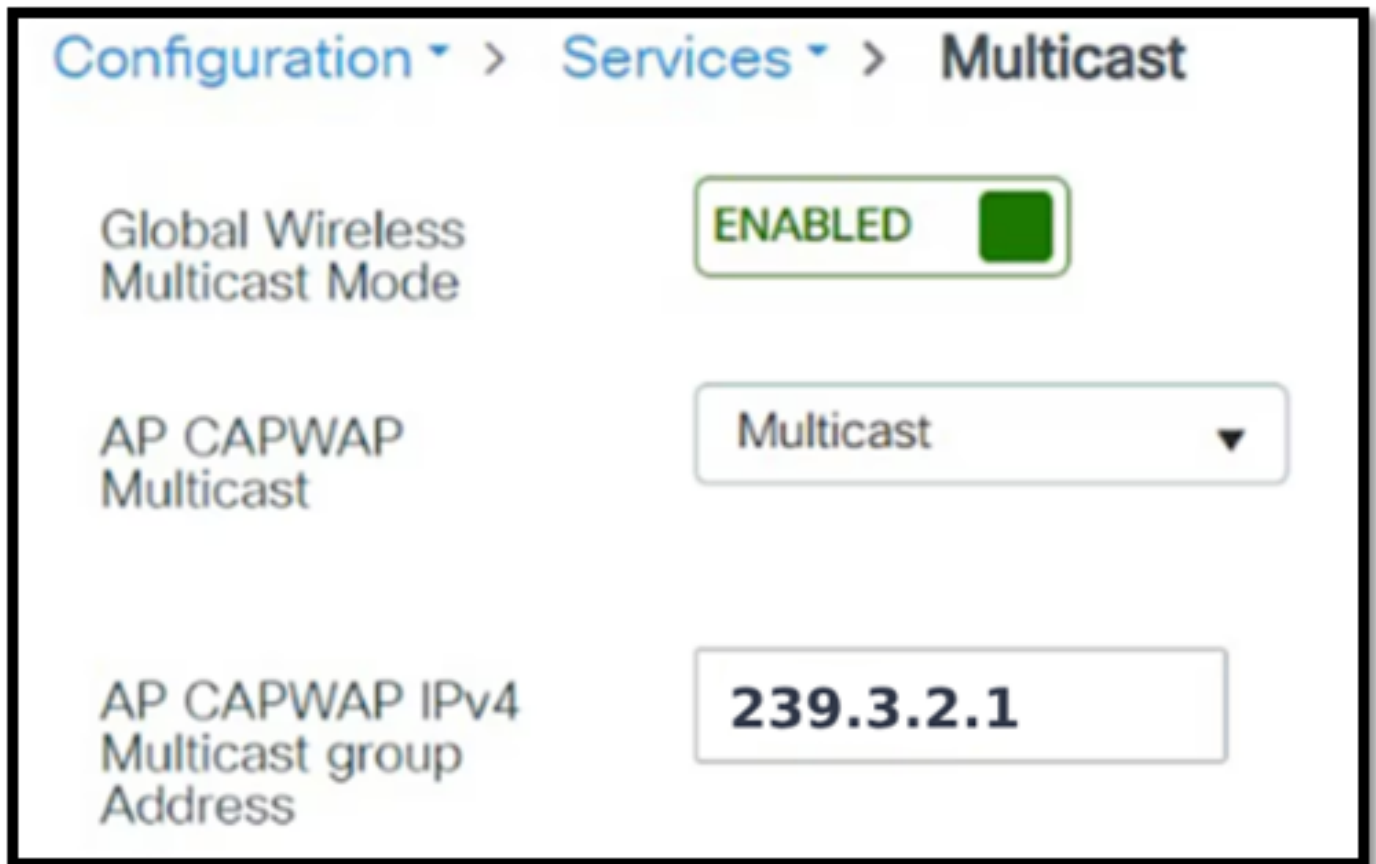 Configuration > Services > Multicast
Global Wireless
Multicast Mode
ENABLED
AP CAPWAP
Multicast
Multicast
AP CAPWAP IPv4
Multicast group
Address
239.3.2.1